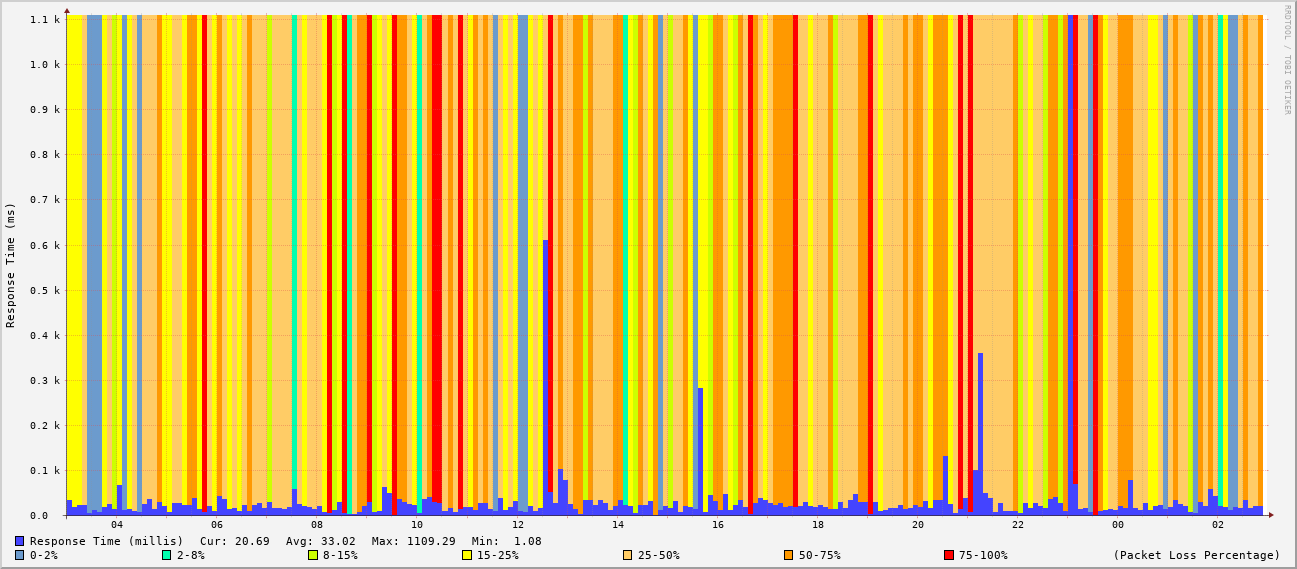 RRDTOOL / TOBI OETIKER
Response Time (ms)
1.1 k
1.0 k
0.9 k
0.8 k
0.7 k
0.6 k
0.5 k
0.4 k
0.3 k
0.2 k
0.1 k
0.0
04 06 08 10 12 14 16 18 20 22 00 02
Response Time (millis) Cur: 20.69 Avg: 33.02 Max: 1109.29 Min: 1.08
0-2% 2-8% 8-15% 15-25% 25-50% 50-75% 75-100% (Packet Loss Percentage)